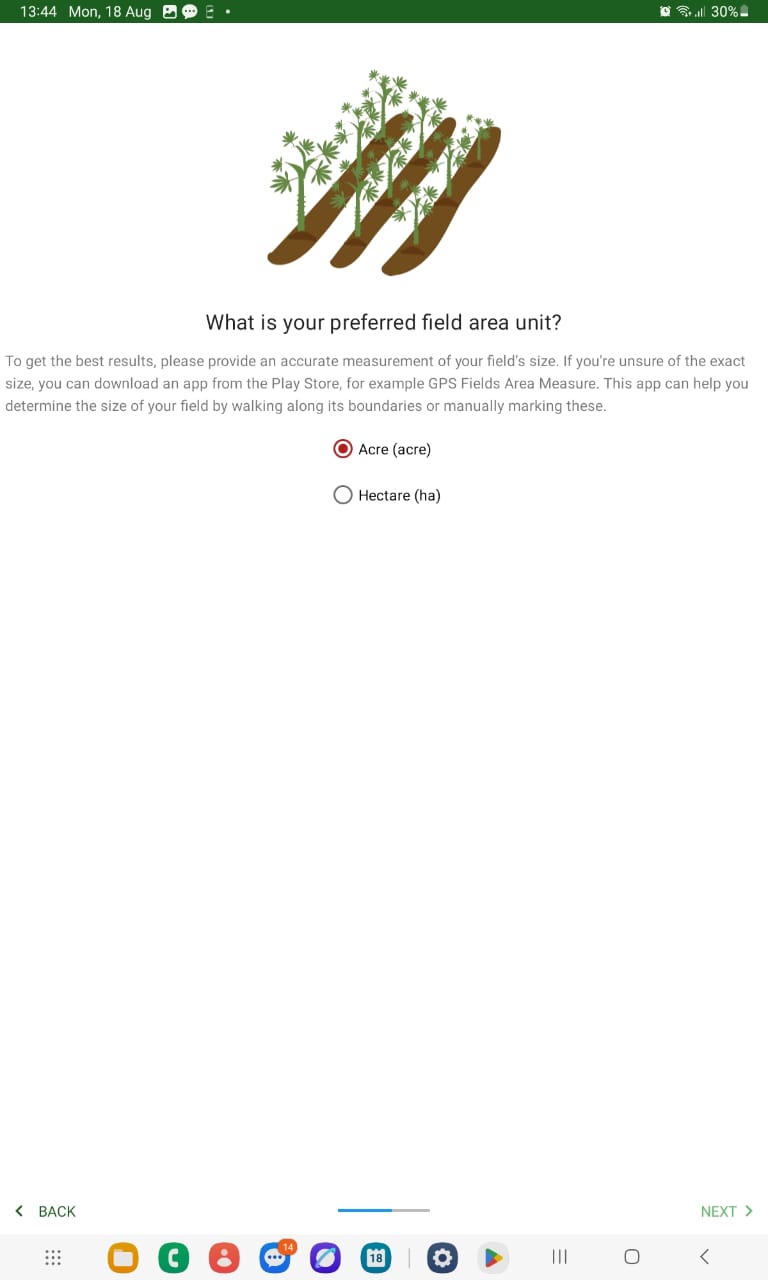 13:44 Mon, 18 Aug 30%
What is your preferred field area unit?
To get the best results, please provide an accurate measurement of your field's size. If you're unsure of the exact
size, you can download an app from the Play Store, for example GPS Fields Area Measure. This app can help you
determine the size of your field by walking along its boundaries or manually marking these.
Acre (acre)
Hectare (ha)
BACK NEXT
14
18